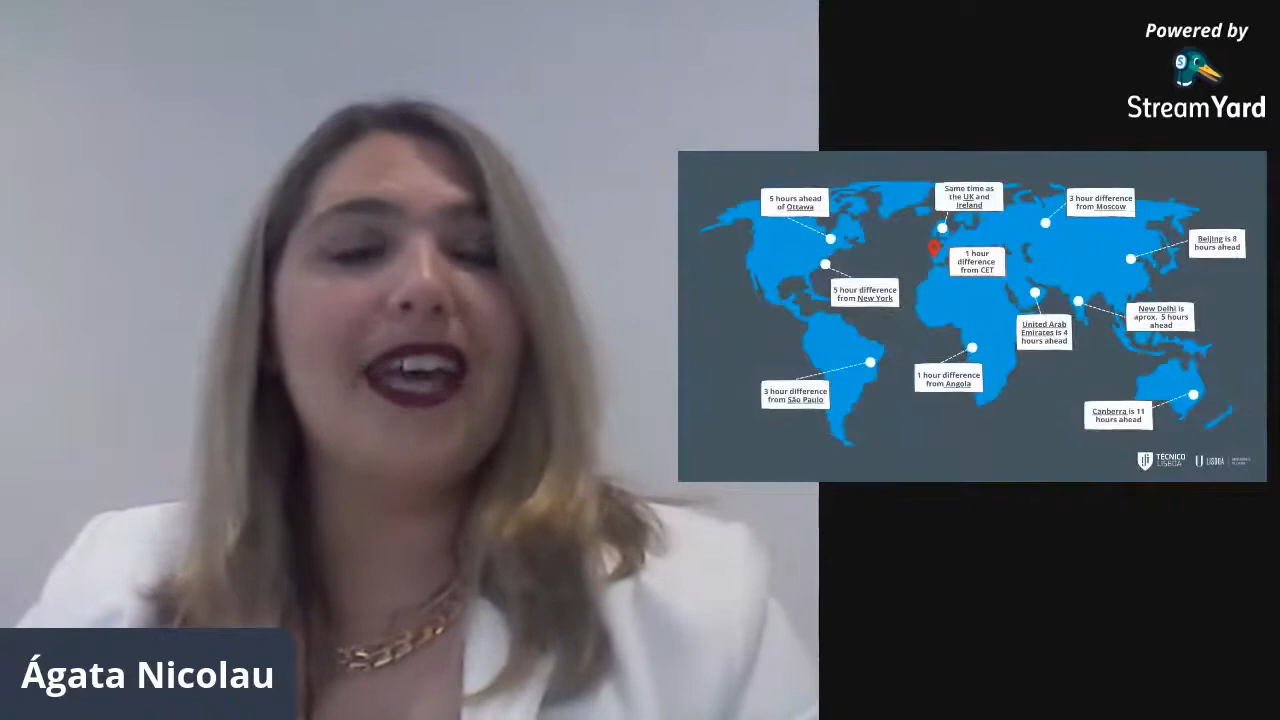 Powered by
StreamYard
5 hours ahead
of Ottawa
Same time as
the UK and
Ireland
3 hour difference
from Moscow
Beijing is 8
hours ahead
1 hour
difference
from CET
5 hour difference
from New York
New Delhi is
aprox. 5 hours
ahead
United Arab
Emirates is 4
hours ahead
1 hour difference
from Angola
3 hour difference
from São Paulo
Canberra is 11
hours ahead
TÉCNICO
LISBOA
LISBOA
Ágata Nicolau